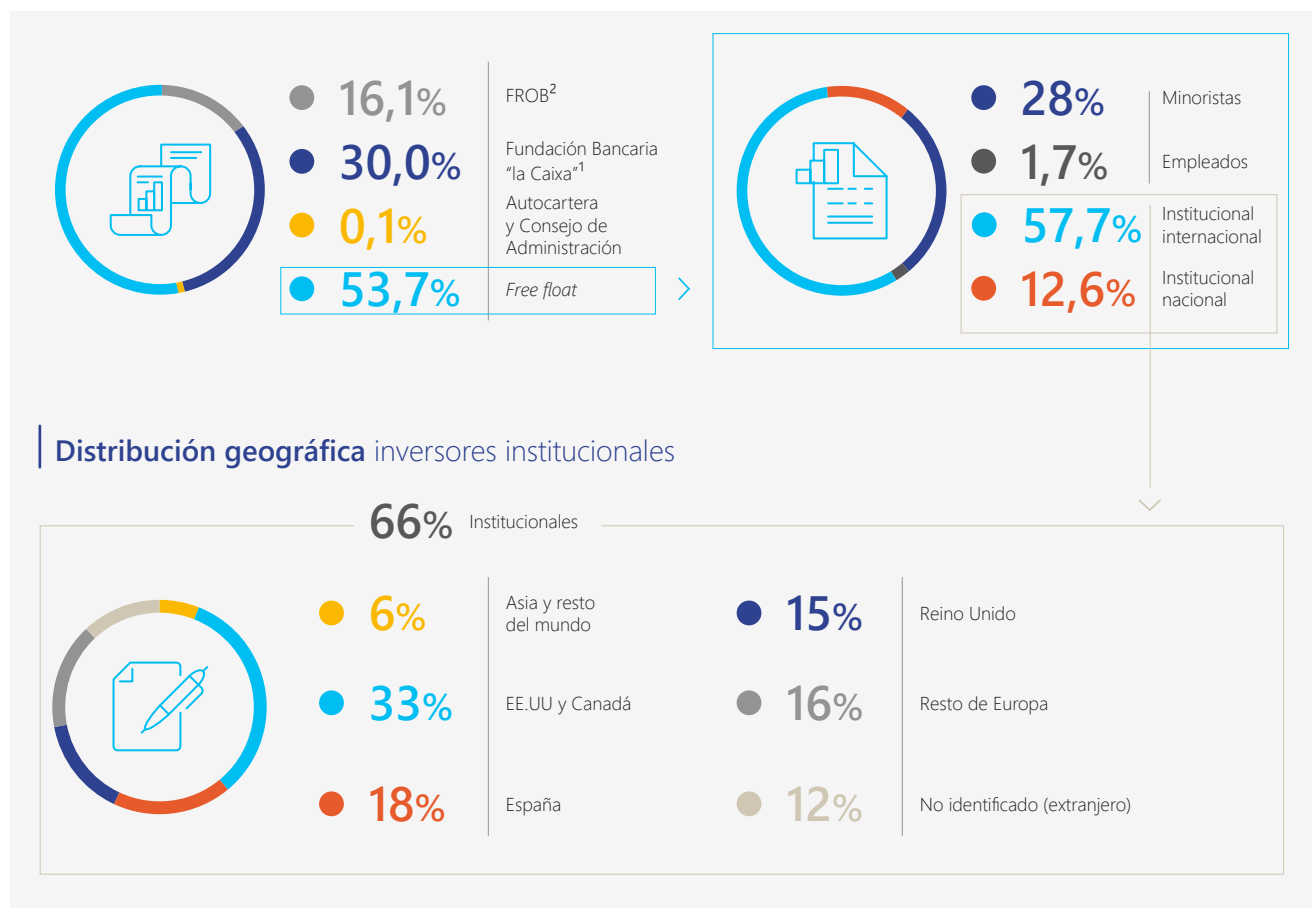 16,1% FROB²
30,0% Fundación Bancaria
"la Caixa"¹
0,1% Autocartera
y Consejo de
Administración
53,7% Free float
28% Minoristas
1,7% Empleados
57,7% Institucional
internacional
12,6% Institucional
nacional
Distribución geográfica inversores institucionales
66% Institucionales
6% Asia y resto
del mundo
33% EE.UU y Canadá
18% España
15% Reino Unido
16% Resto de Europa
12% No identificado (extranjero)